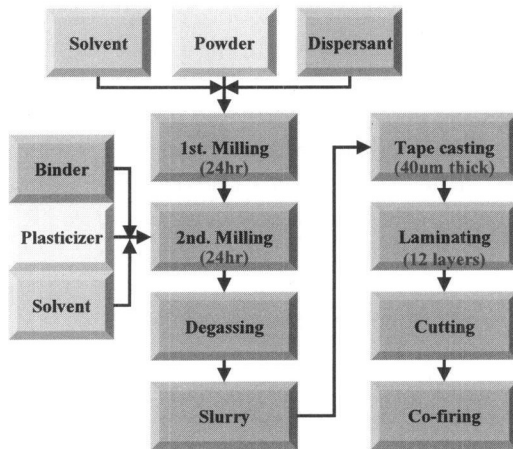 Solvent
Powder
Dispersant
1st. Milling
(24hr)
Binder
Plasticizer
Solvent
2nd. Milling
(24hr)
Degassing
Slurry
Tape casting
(40um thick)
Laminating
(12 layers)
Cutting
Co-firing